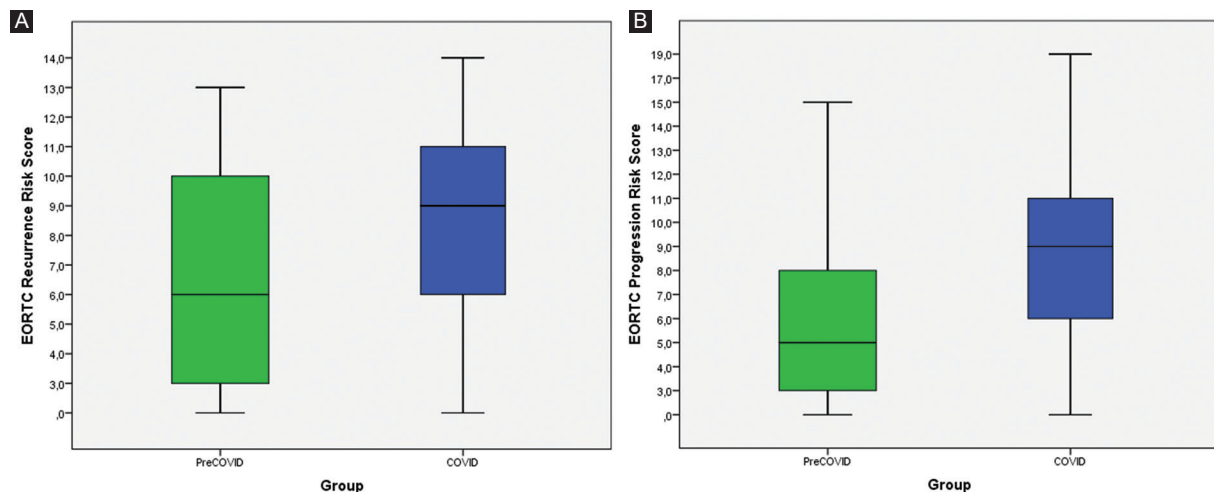 A
EORTC Recurrence Risk Score
14,0
13,0
12,0
11,0
10,0
9,0
8,0
7,0
6,0
5,0
4,0
3,0
,0
PreCOVID
COVID
Group
B
EORTC Progression Risk Score
19,0
17,0
15,0
14,0
13,0
12,0
11,0
10,0
9,0
8,0
7,0
6,0
5,0
4,0
3,0
,0
PreCOVID
COVID
Group